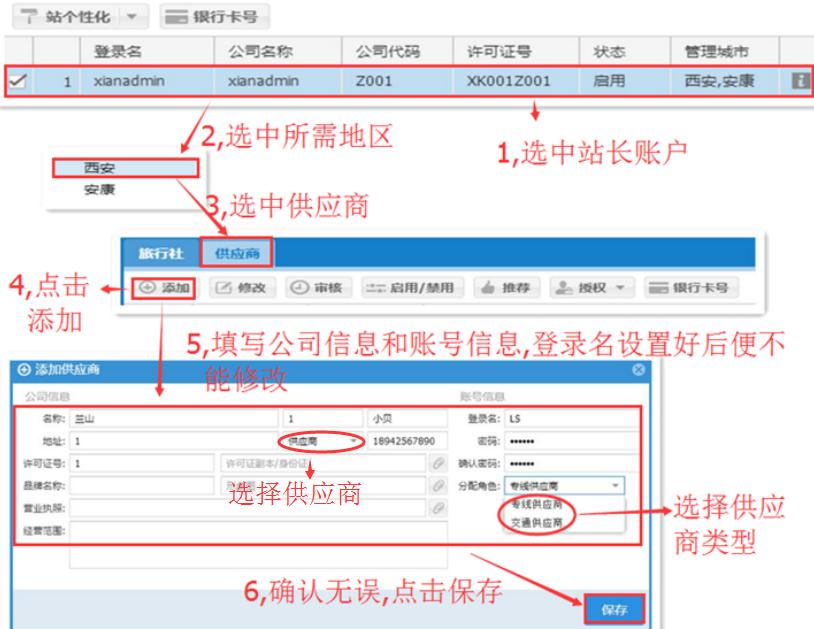 站个性化 银行卡号
登录名 公司名称 公司代码 许可证号 状态 管理城市
1 xianadmin xianadmin Z001 XK001Z001 启用 西安,安康
2,选中所需地区
1,选中站长账户
西安
安康
3,选中供应商
旅行社 供应商
4,点击
添加
添加 修改 审核 启用/禁用 推荐 授权 银行卡号
5,填写公司信息和账号信息,登录名设置好后便不
能修改
添加供应商
公司信息 账号信息
名称: 兰山 1 小贝 登录名: LS
地址: 1 供应商 18942567890 密码: ••••••
许可证号: 1 许可证副本/身份证 确认密码: ••••••
品牌名称: 分配角色: 专线供应商
选择供应商
营业执照: 专线供应商
交通供应商
选择供应
商类型
经营范围:
6,确认无误,点击保存
保存